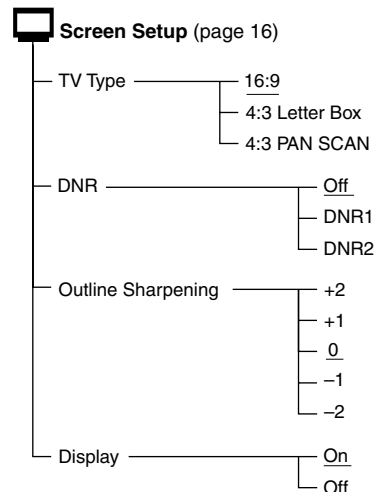 Screen Setup (page 16)
TV Type
16:9
4:3 Letter Box
4:3 PAN SCAN
DNR
Off
DNR1
DNR2
Outline Sharpening
+2
+1
0
−1
−2
Display
On
Off